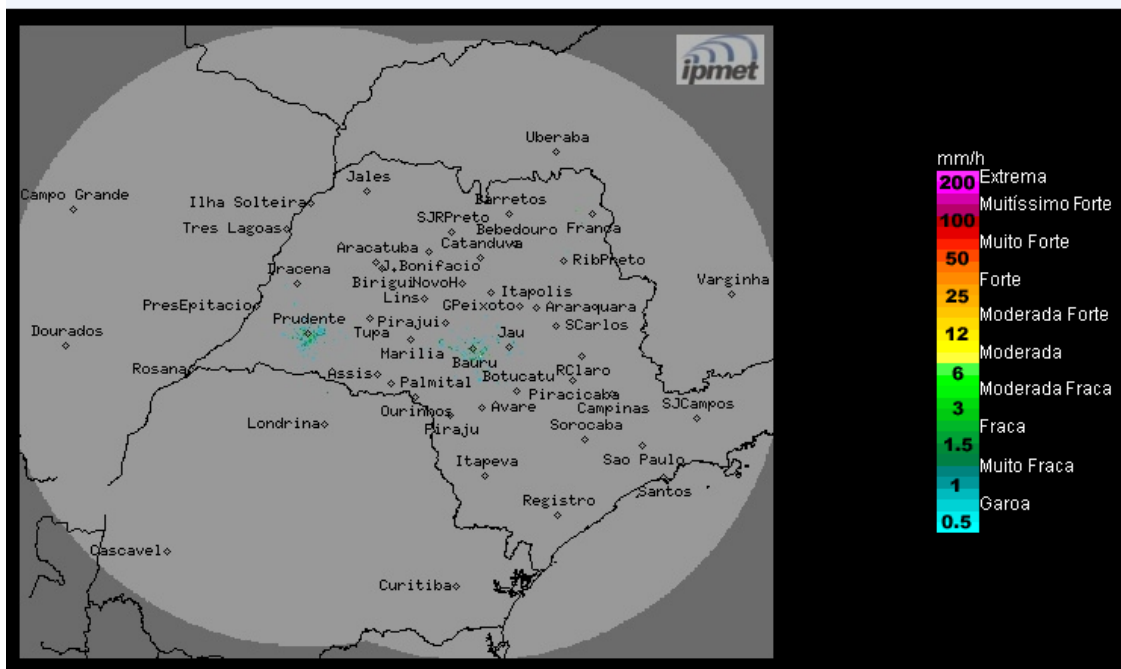 ipmet
Uberaba
Campo Grande
Jales
Ilha Solteira
Barretos
SJRPreto
Tres Lagoas
Bebedouro
Franca
Aracatuba
Catanduva
J.Bonifacio
RibPreto
Dracena
Birigui
NovoH
Varginha
Lins
Itapolis
PresEpitacio
GPeixoto
Araraquara
Prudente
Pirajui
SCarlos
Dourados
Tupa
Jau
Marilia
Bauru
Rosana
Assis
RClaro
Palmital
Botucatu
Piracicaba
Ourinhos
Avare
Campinas
SJCampos
Londrina
Piraju
Sorocaba
Itapeva
Sao Paulo
Santos
Registro
Cascavel
Curitiba
mm/h
200 Extrema
Muitíssimo Forte
100
Muito Forte
50
Forte
25
Moderada Forte
12
Moderada
6
Moderada Fraca
3
Fraca
1.5
Muito Fraca
1
Garoa
0.5